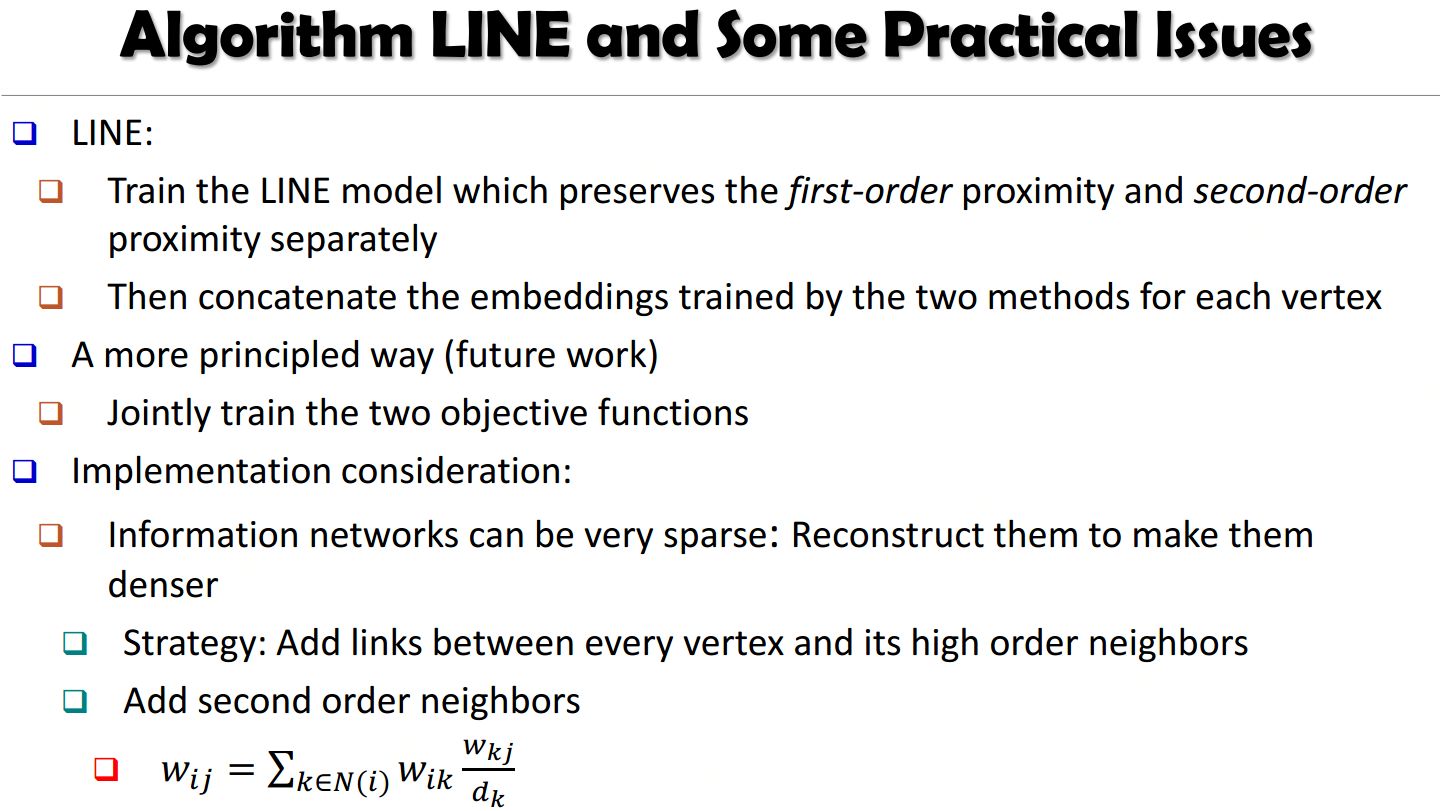 Algorithm LINE and Some Practical Issues
❑ LINE:
❑ Train the LINE model which preserves the first-order proximity and second-order
proximity separately
❑ Then concatenate the embeddings trained by the two methods for each vertex
❑ A more principled way (future work)
❑ Jointly train the two objective functions
❑ Implementation consideration:
❑ Information networks can be very sparse: Reconstruct them to make them
denser
❑ Strategy: Add links between every vertex and its high order neighbors
❑ Add second order neighbors
❑ $w_{ij} = \sum_{k \in N(i)} w_{ik} \frac{w_{kj}}{d_k}$